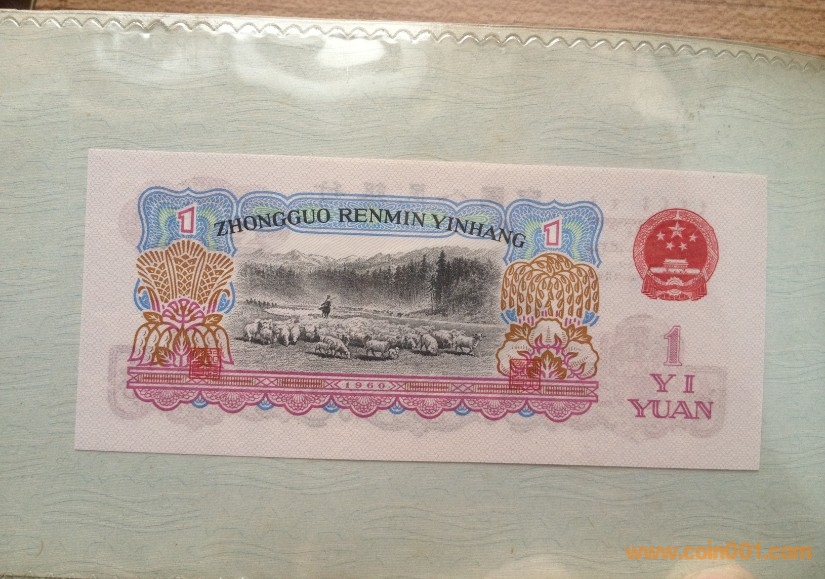 1
ZHONGGUO RENMIN YINHANG
1
1960
1
YI
YUAN
www.coin001.com